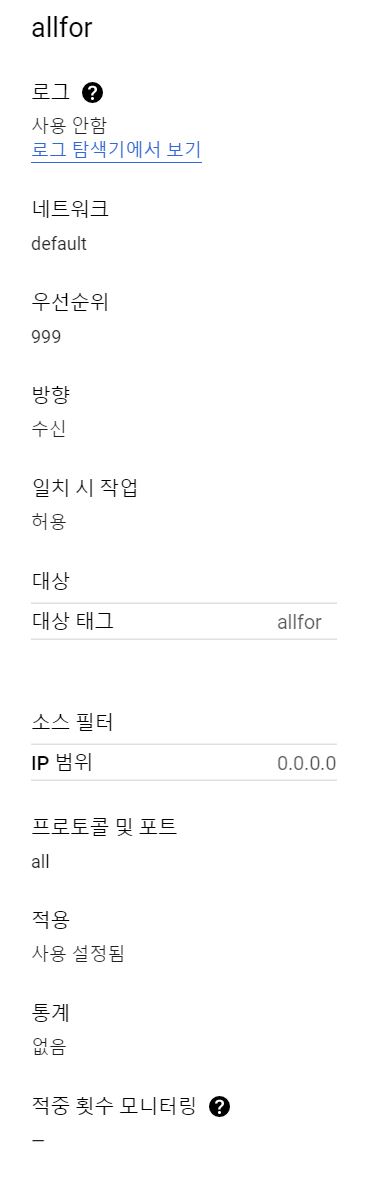 allfor
로그
사용 안함
로그 탐색기에서 보기
네트워크
default
우선순위
999
방향
수신
일치 시 작업
허용
대상
대상 태그 allfor
소스 필터
IP 범위 0.0.0.0
프로토콜 및 포트
all
적용
사용 설정됨
통계
없음
적중 횟수 모니터링
—